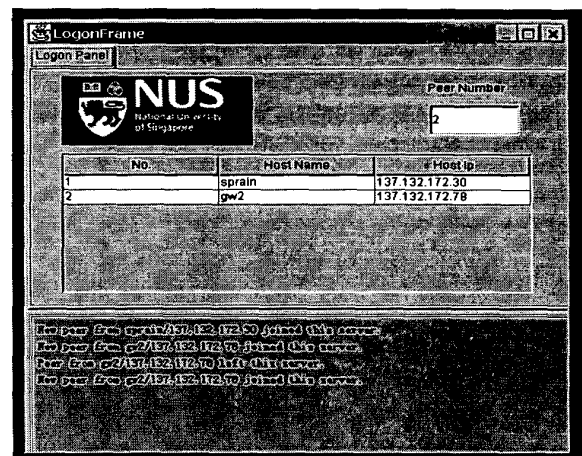 LogonFrame
Logon Panel
NUS
National University
of Singapore
Peer Number
2
No. Host Name Host Ip
1 sprain 137.132.172.30
2 gw2 137.132.172.78
New peer from sprain/137.132.172.30 joined this server.
New peer from gw2/137.132.172.78 joined this server.
Peer from gw2/137.132.172.78 left this server.
New peer from gw2/137.132.172.78 joined this server.